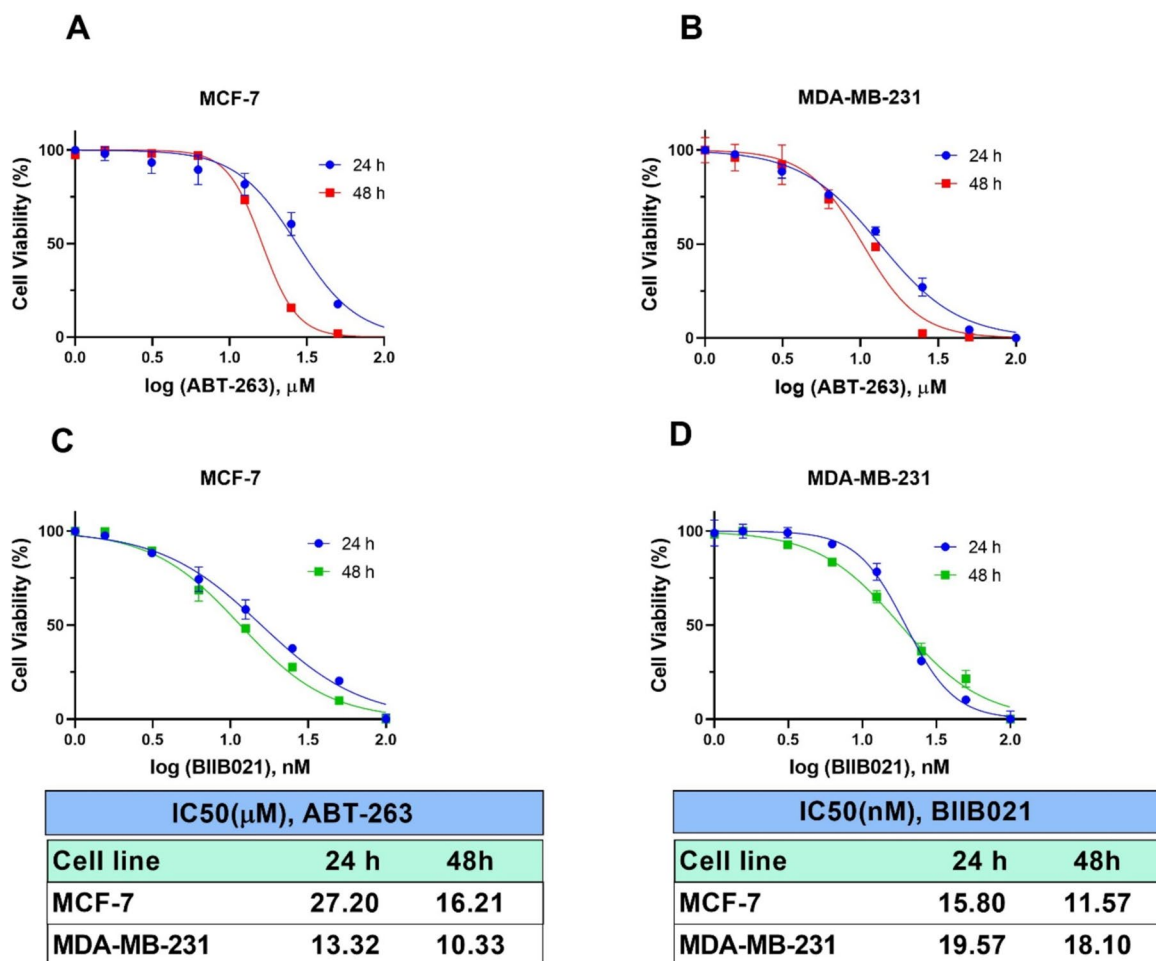 A
MCF-7
100
50
0
Cell Viability (%)
24 h
48 h
0.0 0.5 1.0 1.5 2.0
log (ABT-263), μM
B
MDA-MB-231
100
50
0
Cell Viability (%)
24 h
48 h
0.0 0.5 1.0 1.5 2.0
log (ABT-263), μM
C
MCF-7
100
50
0
Cell Viability (%)
24 h
48 h
0.0 0.5 1.0 1.5 2.0
log (BIIB021), nM
D
MDA-MB-231
100
50
0
Cell Viability (%)
24 h
48 h
0.0 0.5 1.0 1.5 2.0
log (BIIB021), nM
IC50(μM), ABT-263
Cell line 24 h 48h
MCF-7 27.20 16.21
MDA-MB-231 13.32 10.33
IC50(nM), BIIB021
Cell line 24 h 48h
MCF-7 15.80 11.57
MDA-MB-231 19.57 18.10